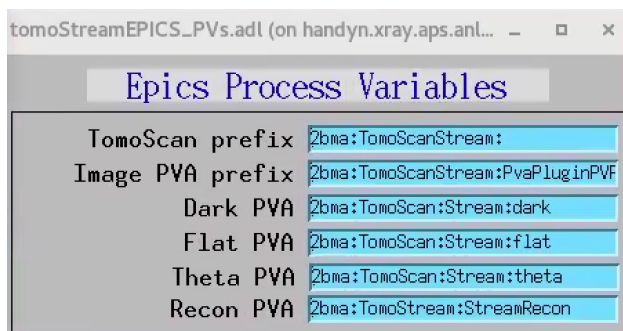 tomoStreamEPICS_PVs.adl (on handyn.xray.aps.anl...
Epics Process Variables
TomoScan prefix 2bma:TomoScanStream:
Image PVA prefix 2bma:TomoScanStream:PvaPluginPVF
Dark PVA 2bma:TomoScan:Stream:dark
Flat PVA 2bma:TomoScan:Stream:flat
Theta PVA 2bma:TomoScan:Stream:theta
Recon PVA 2bma:TomoStream:StreamRecon